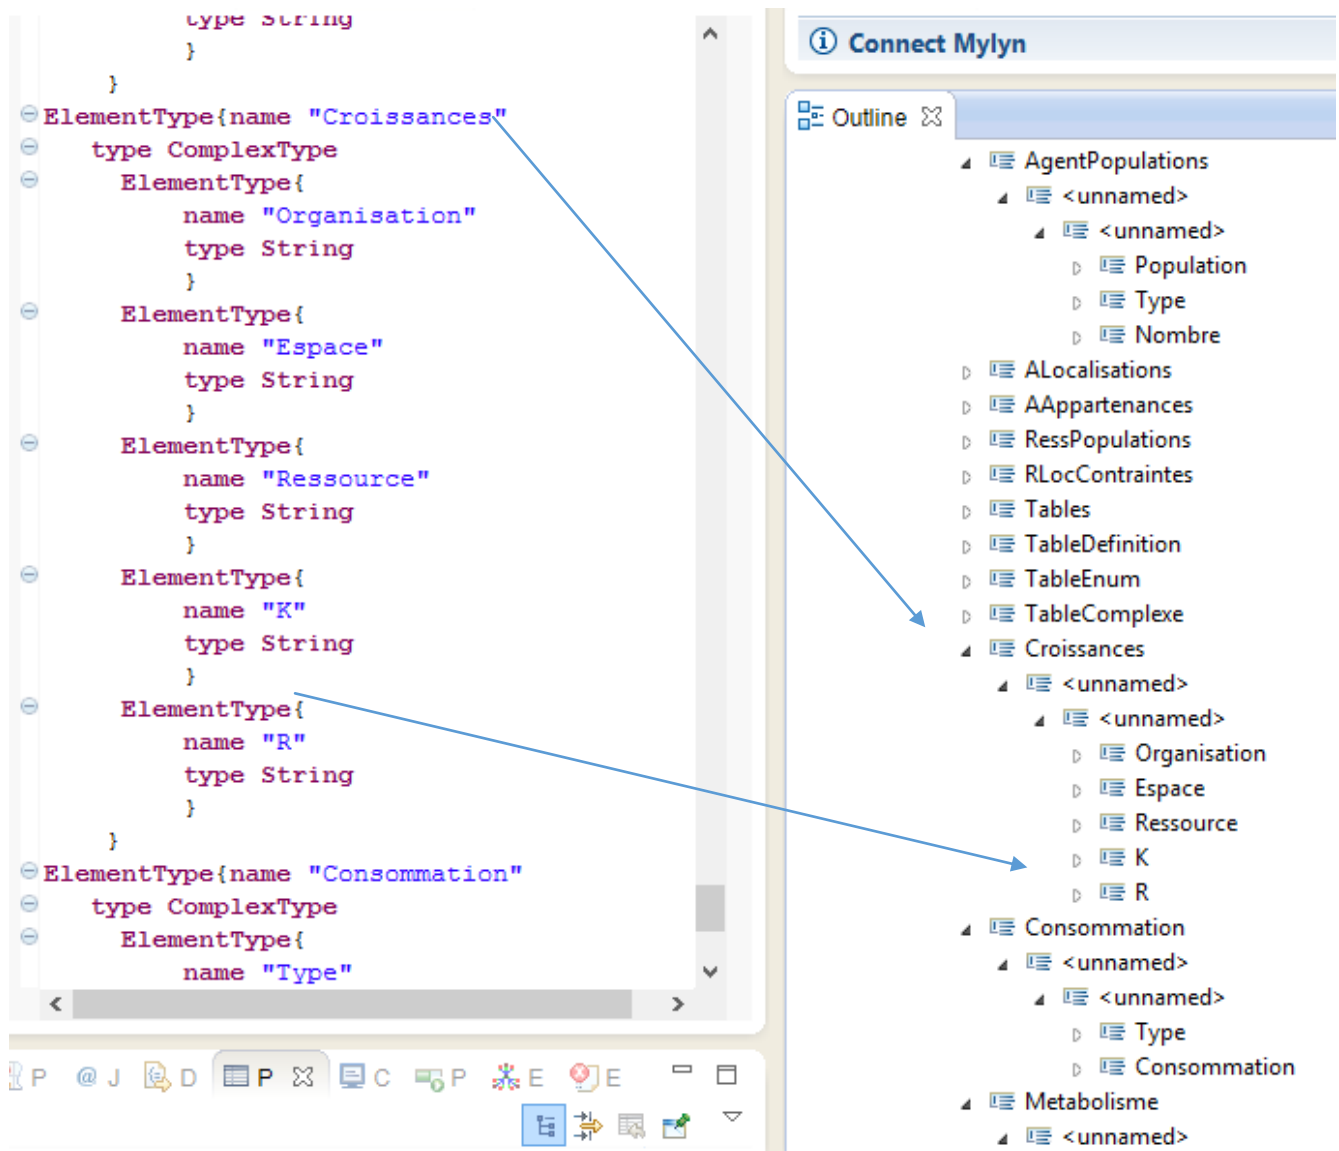 type String
}
}
ElementType{name "Croissances"
type ComplexType
ElementType{
name "Organisation"
type String
}
ElementType{
name "Espace"
type String
}
ElementType{
name "Ressource"
type String
}
ElementType{
name "K"
type String
}
ElementType{
name "R"
type String
}
}
ElementType{name "Consommation"
type ComplexType
ElementType{
name "Type"
P @ J D P C P E E
Connect Mylyn
Outline
AgentPopulations
<unnamed>
<unnamed>
Population
Type
Nombre
ALocalisations
AAppartenances
RessPopulations
RLocContraintes
Tables
TableDefinition
TableEnum
TableComplexe
Croissances
<unnamed>
<unnamed>
Organisation
Espace
Ressource
K
R
Consommation
<unnamed>
<unnamed>
Type
Consommation
Metabolisme
<unnamed>